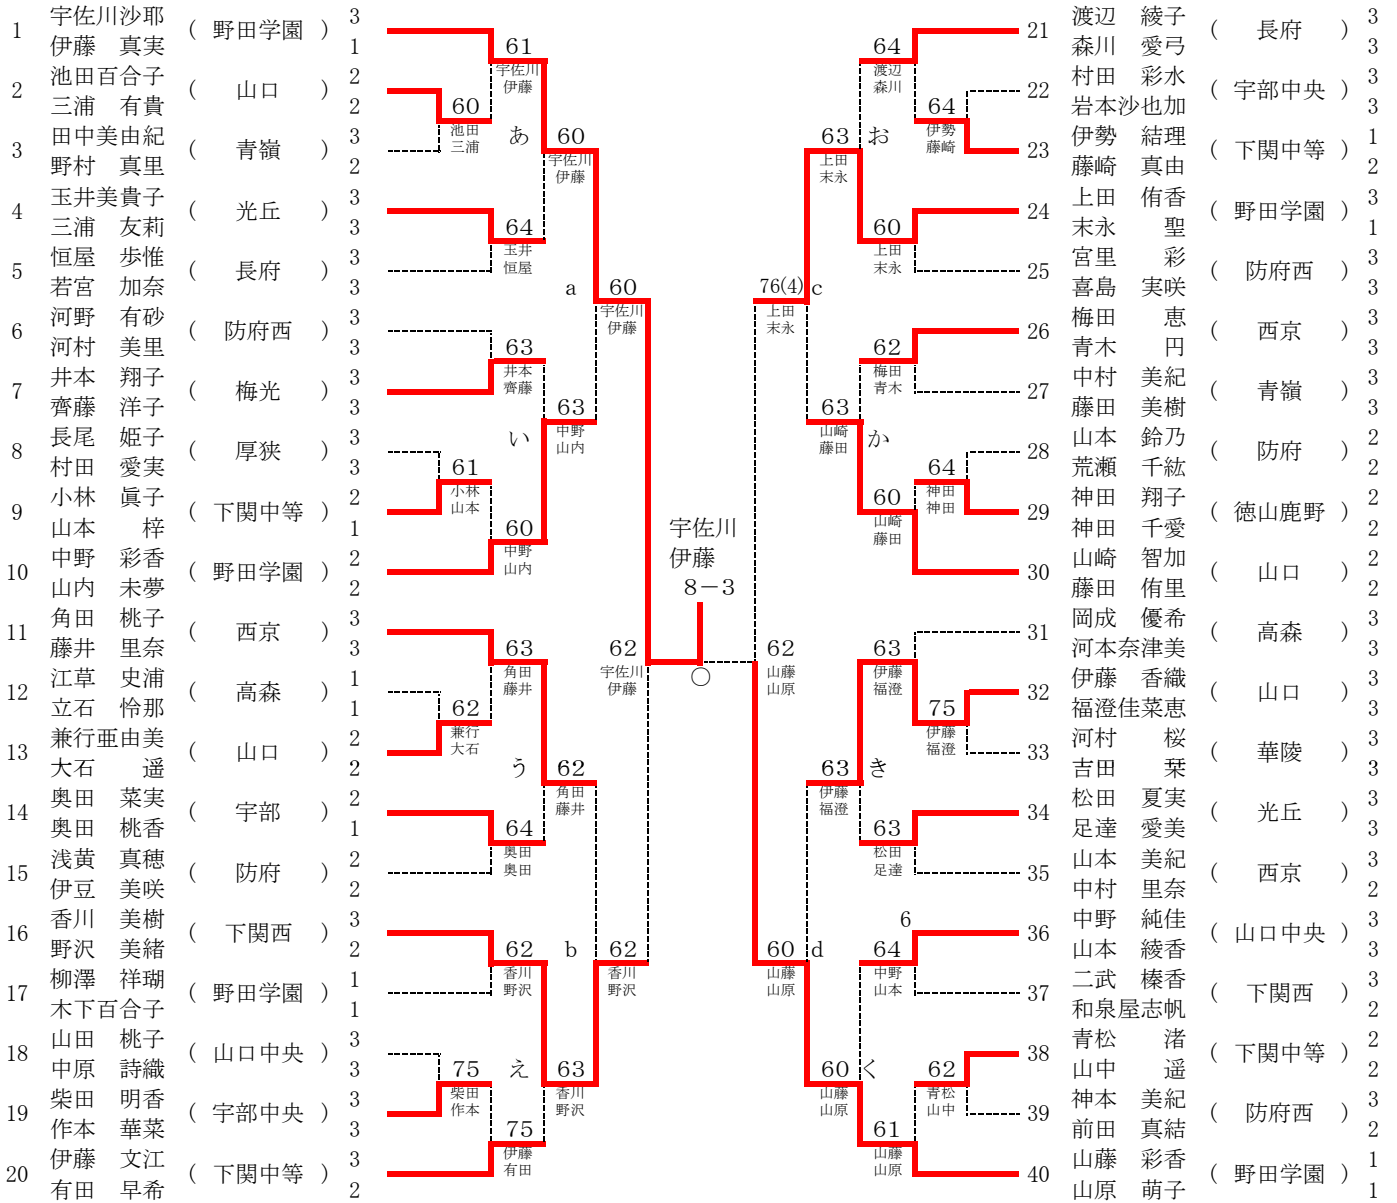 1 宇佐川沙耶 3
伊藤　真実 ( 野田学園 ) 1
2 池田百合子 2
三浦　有貴 ( 山口 ) 2
3 田中美由紀 3
野村　真里 ( 青嶺 ) 2
4 玉井美貴子 3
三浦　友莉 ( 光丘 ) 3
5 恒屋　歩惟 3
若宮　加奈 ( 長府 ) 3
6 河野　有砂 3
河村　美里 ( 防府西 ) 3
7 井本　翔子 3
齊藤　洋子 ( 梅光 ) 3
8 長尾　姫子 3
村田　愛実 ( 厚狭 ) 3
9 小林　眞子 2
山本　　梓 ( 下関中等 ) 1
10 中野　彩香 2
山内　未夢 ( 野田学園 ) 2
11 角田　桃子 3
藤井　里奈 ( 西京 ) 3
12 江草　史浦 1
立石　怜那 ( 高森 ) 1
13 兼行亜由美 2
大石　　遥 ( 山口 ) 2
14 奥田　菜実 2
奥田　桃香 ( 宇部 ) 1
15 浅黄　真穂 2
伊豆　美咲 ( 防府 ) 2
16 香川　美樹 3
野沢　美緒 ( 下関西 ) 2
17 柳澤　祥瑚 1
木下百合子 ( 野田学園 ) 1
18 山田　桃子 3
中原　詩織 ( 山口中央 ) 3
19 柴田　明香 3
作本　華菜 ( 宇部中央 ) 3
20 伊藤　文江 3
有田　早希 ( 下関中等 ) 2
61
宇佐川
伊藤
60
池田
三浦
あ
60
宇佐川
伊藤
64
玉井
恒屋
a
60
宇佐川
伊藤
63
井本
齊藤
い
63
中野
山内
61
小林
山本
60
中野
山内
宇佐川
伊藤
8－3
○
62
宇佐川
伊藤
63
角田
藤井
62
兼行
大石
う
62
角田
藤井
64
奥田
奥田
b
62
香川
野沢
62
香川
野沢
え
63
香川
野沢
75
柴田
作本
75
伊藤
有田
64
渡辺
森川
64
伊勢
藤崎
お
63
上田
末永
60
上田
末永
76(4)
c
上田
末永
62
梅田
青木
63
山崎
藤田
か
64
神田
神田
60
山崎
藤田
62
山藤
山原
63
伊藤
福澄
75
伊藤
福澄
き
63
伊藤
福澄
63
松田
足達
6
64
中野
山本
60
d
山藤
山原
60
く
山藤
山原
62
青松
山中
61
山藤
山原
21 渡辺　綾子 3
森川　愛弓 ( 長府 ) 3
22 村田　彩水 3
岩本沙也加 ( 宇部中央 ) 3
23 伊勢　結理 1
藤崎　真由 ( 下関中等 ) 2
24 上田　侑香 3
末永　　聖 ( 野田学園 ) 1
25 宮里　　彩 3
喜島　実咲 ( 防府西 ) 3
26 梅田　　恵 3
青木　　円 ( 西京 ) 3
27 中村　美紀 3
藤田　美樹 ( 青嶺 ) 3
28 山本　鈴乃 2
荒瀬　千紘 ( 防府 ) 2
29 神田　翔子 2
神田　千愛 ( 徳山鹿野 ) 2
30 山崎　智加 2
藤田　侑里 ( 山口 ) 2
31 岡成　優希 3
河本奈津美 ( 高森 ) 3
32 伊藤　香織 3
福澄佳菜恵 ( 山口 ) 3
33 河村　　桜 3
吉田　　栞 ( 華陵 ) 3
34 松田　夏実 3
足達　愛美 ( 光丘 ) 3
35 山本　美紀 3
中村　里奈 ( 西京 ) 2
36 中野　純佳 3
山本　綾香 ( 山口中央 ) 3
37 二武　榛香 3
和泉屋志帆 ( 下関西 ) 2
38 青松　　渚 2
山中　　遥 ( 下関中等 ) 2
39 神本　美紀 3
前田　真結 ( 防府西 ) 2
40 山藤　彩香 1
山原　萌子 ( 野田学園 ) 1